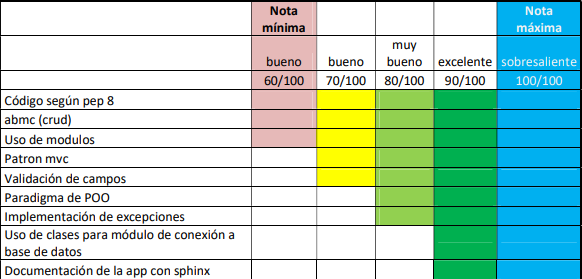 Nota mínima
Nota máxima
bueno bueno muy bueno excelente sobresaliente
60/100 70/100 80/100 90/100 100/100
Código según pep 8
abmc (crud)
Uso de modulos
Patron mvc
Validación de campos
Paradigma de POO
Implementación de excepciones
Uso de clases para módulo de conexión a
base de datos
Documentación de la app con sphinx